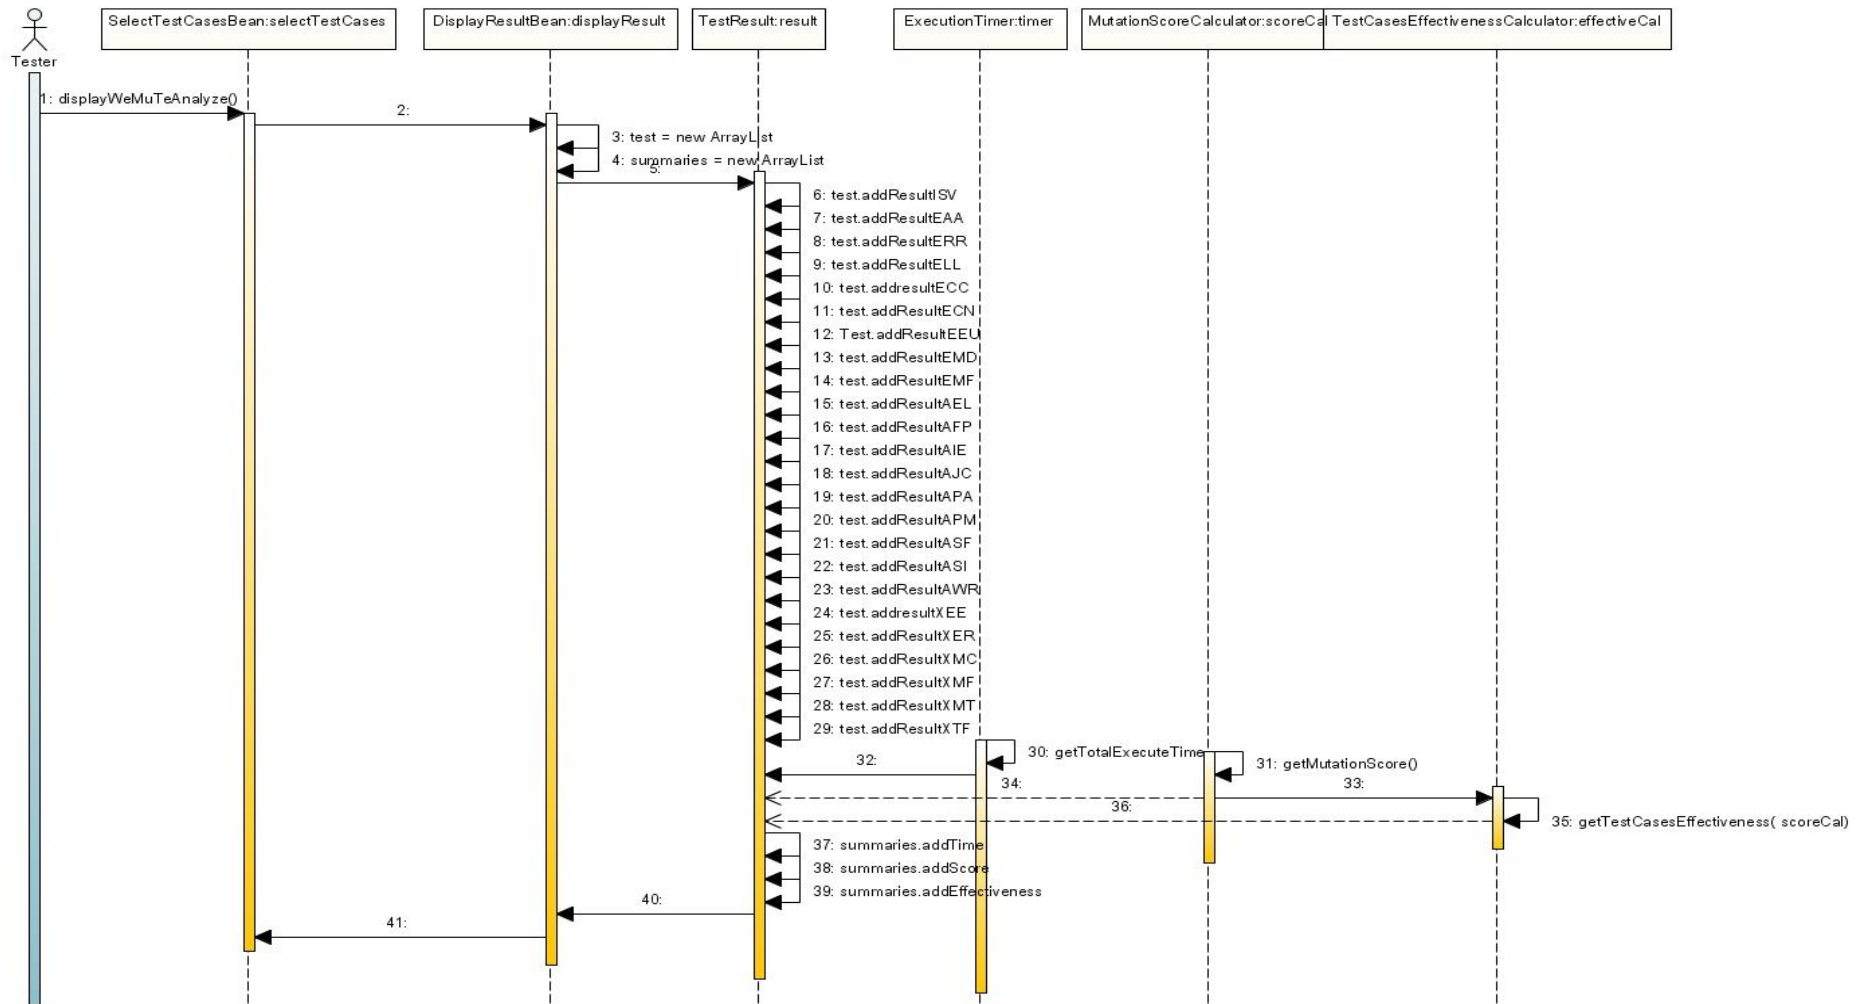 SelectTestCasesBean:selectTestCases
DisplayResultBean:displayResult
TestResult:result
ExecutionTimer:timer
MutationScoreCalculator:scoreCal
TestCasesEffectivenessCalculator:effectiveCal
Tester
1: displayWeMuTeAnalyze()
2:
3: test = new ArrayList
4: summaries = new ArrayList
5:
6: test.addResultISV
7: test.addResultEAA
8: test.addResultERR
9: test.addResultELL
10: test.addresultECC
11: test.addResultECN
12: Test.addResultEEU
13: test.addResultEMD
14: test.addResultEMF
15: test.addResultAEL
16: test.addResultAFP
17: test.addResultAIE
18: test.addResultAJC
19: test.addResultAPA
20: test.addResultAPM
21: test.addResultASF
22: test.addResultASI
23: test.addResultAWR
24: test.addresultXEE
25: test.addResultXER
26: test.addResultXMC
27: test.addResultXMF
28: test.addResultXMT
29: test.addResultXTF
30: getTotalExecuteTime
31: getMutationScore()
32:
33:
34:
35: getTestCasesEffectiveness( scoreCal)
36:
37: summaries.addTime
38: summaries.addScore
39: summaries.addEffectiveness
40:
41: